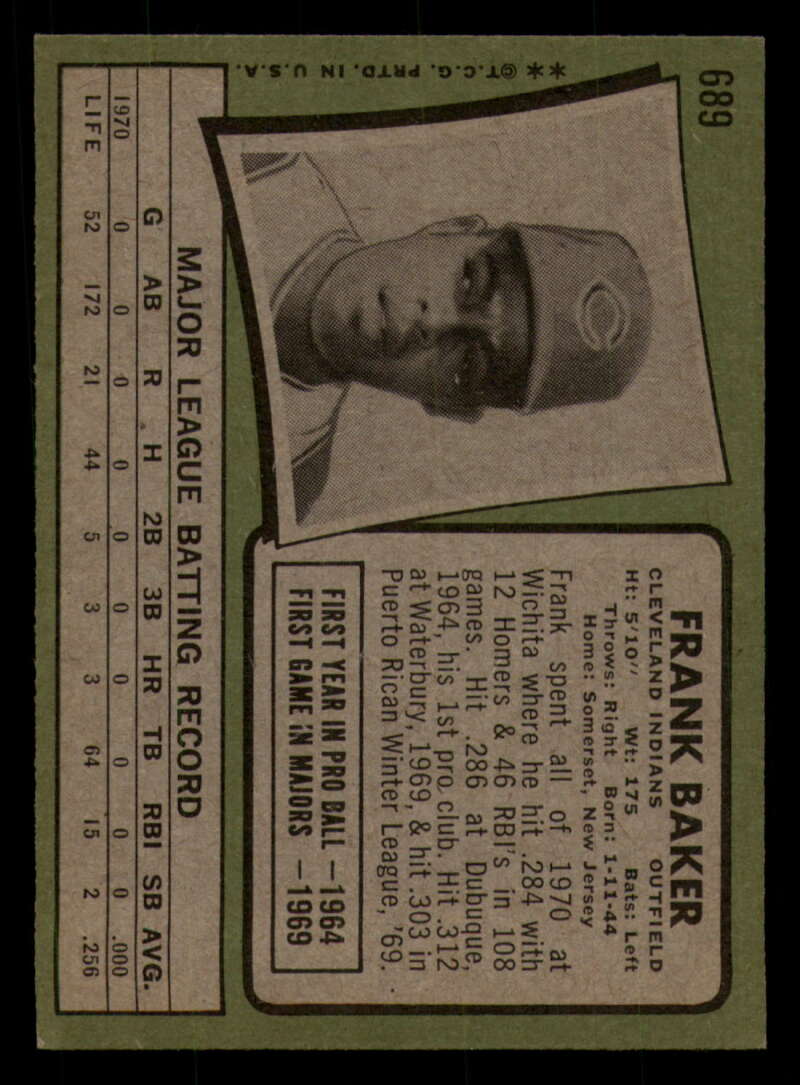 689
FRANK BAKER
CLEVELAND INDIANS OUTFIELD
Ht: 5'10" Wt: 175 Bats: Left
Throws: Right Born: 1-11-44
Home: Somerset, New Jersey
Frank spent all of 1970 at
Wichita where he hit .284 with
12 Homers & 46 RBI's in 108
games. Hit .286 at Dubuque,
1964, his 1st pro club. Hit .312
at Waterbury, 1969, & hit .303 in
Puerto Rican Winter League, '69.
FIRST YEAR IN PRO BALL — 1964
FIRST GAME IN MAJORS — 1969
** ©T.C.G. PRTD. IN U.S.A.
MAJOR LEAGUE BATTING RECORD
G AB R H 2B 3B HR TB RBI SB AVG.
1970 0 0 0 0 0 0 0 0 0 0 .000
LIFE 52 172 21 44 5 3 3 64 15 2 .256